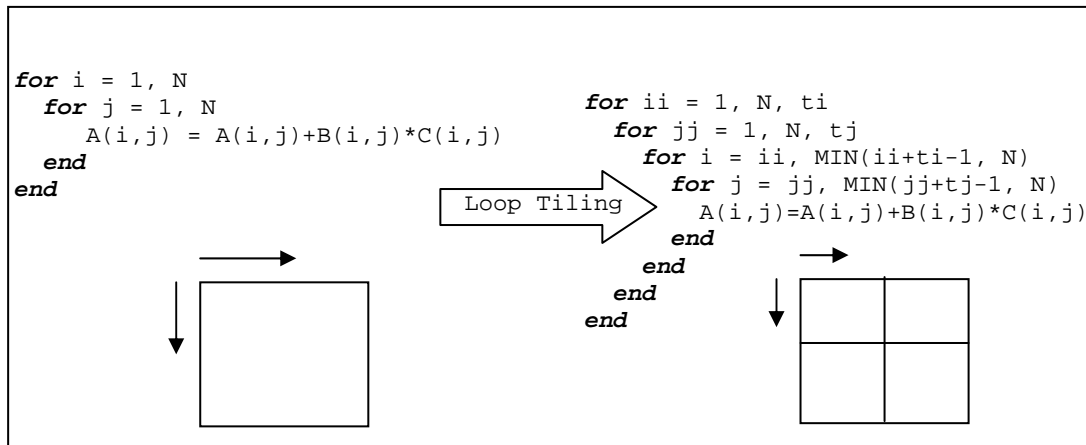 for i = 1, N
for j = 1, N
A(i,j) = A(i,j)+B(i,j)*C(i,j)
end
end
Loop Tiling
for ii = 1, N, ti
for jj = 1, N, tj
for i = ii, MIN(ii+ti-1, N)
for j = jj, MIN(jj+tj-1, N)
A(i,j)=A(i,j)+B(i,j)*C(i,j)
end
end
end
end